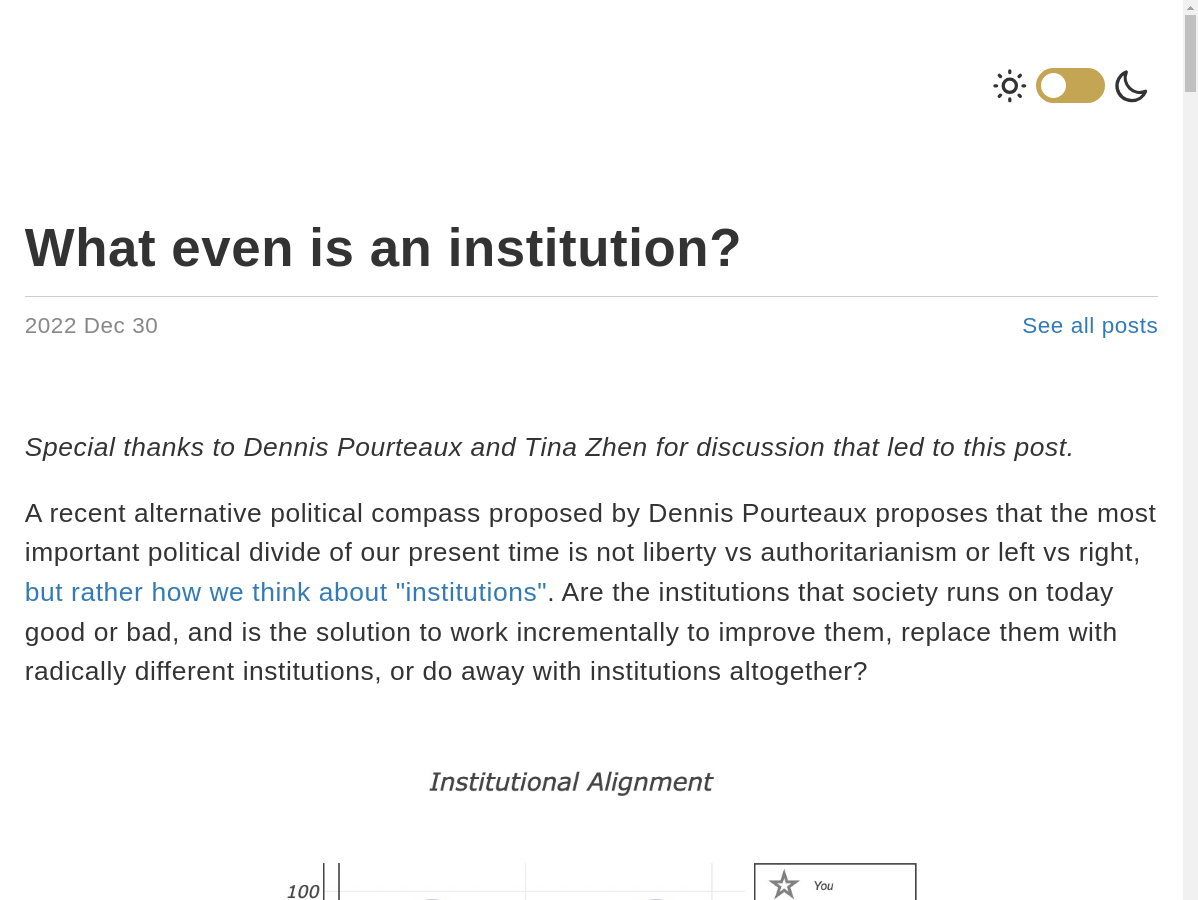 What even is an institution?
2022 Dec 30
See all posts
Special thanks to Dennis Pourteaux and Tina Zhen for discussion that led to this post.
A recent alternative political compass proposed by Dennis Pourteaux proposes that the most
important political divide of our present time is not liberty vs authoritarianism or left vs right,
but rather how we think about "institutions". Are the institutions that society runs on today
good or bad, and is the solution to work incrementally to improve them, replace them with
radically different institutions, or do away with institutions altogether?
Institutional Alignment
100
You